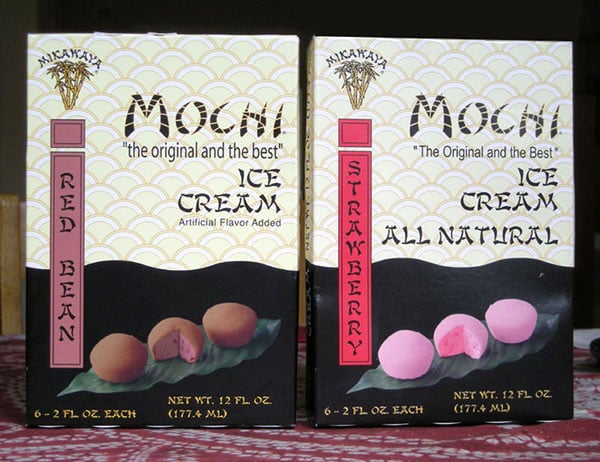 MIKAWAYA
MOCHI
"the original and the best"
ICE
CREAM
Artificial Flavor Added
RED BEAN
6 - 2 FL. OZ. EACH
NET WT. 12 FL. OZ.
(177.4 ML)
MIKAWAYA
MOCHI
"The Original and the Best"
ICE
CREAM
ALL NATURAL
STRAWBERRY
6 - 2 FL. OZ. EACH
NET WT. 12 FL. OZ.
(177.4 ML)